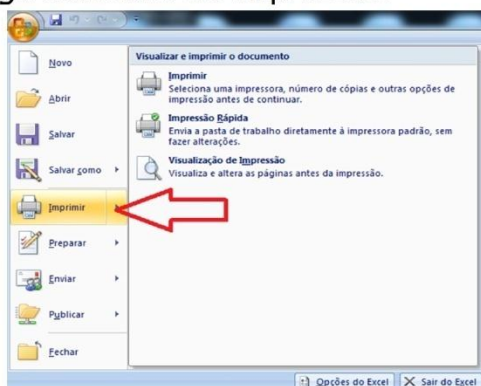 Novo
Abrir
Salvar
Salvar como
Imprimir
Preparar
Enviar
Publicar
Fechar
Visualizar e imprimir o documento
Imprimir
Seleciona uma impressora, número de cópias e outras opções de
impressão antes de continuar.
Impressão Rápida
Envia a pasta de trabalho diretamente à impressora padrão, sem
fazer alterações.
Visualização de Impressão
Visualiza e altera as páginas antes da impressão.
Opções do Excel
Sair do Excel